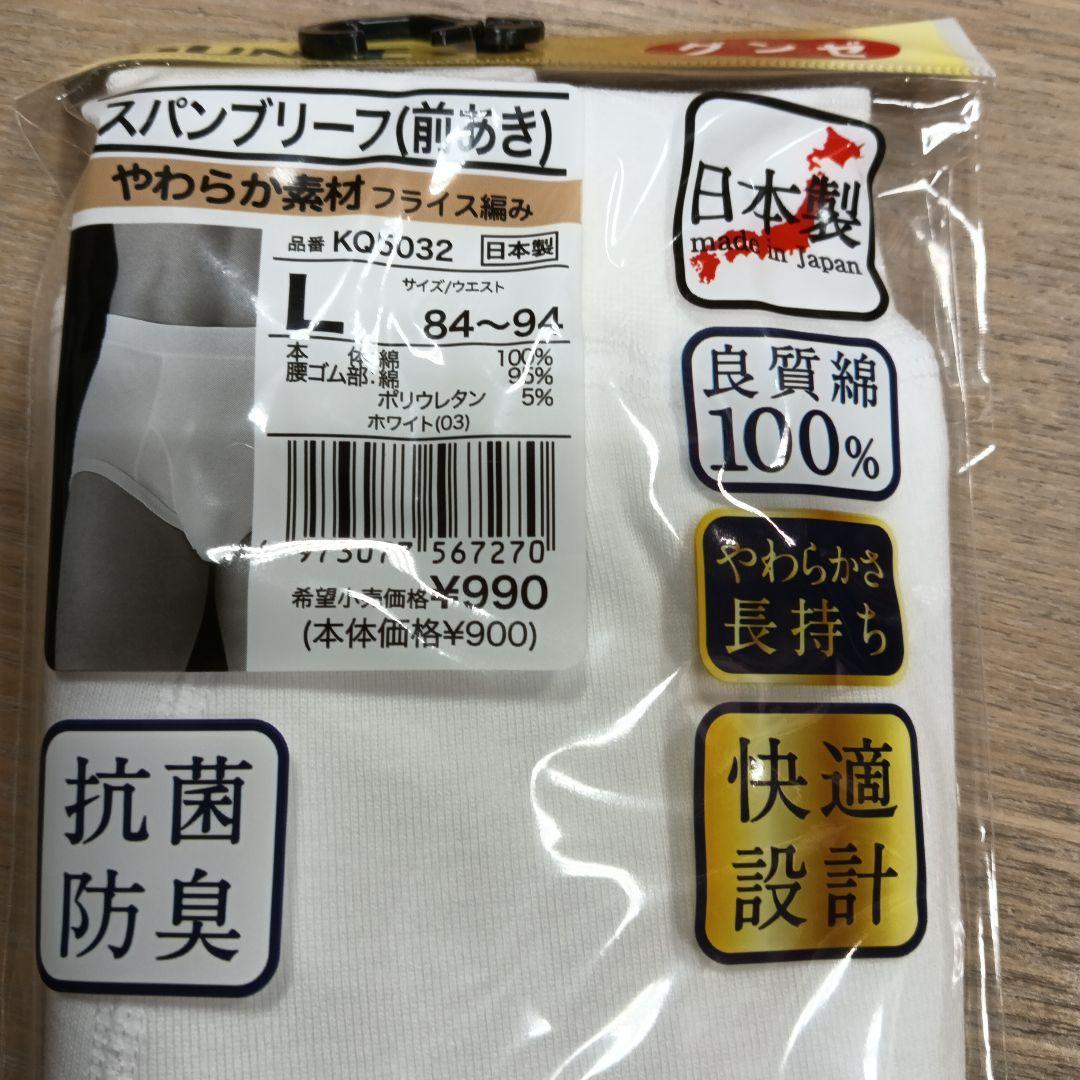 グンゼ
スパンブリーフ(前あき)
やわらか素材 フライス編み
品番 KQ5032 日本製
サイズ/ウエスト
L 84～94
本 体:綿 100%
腰ゴム部:綿 95%
ポリウレタン 5%
ホワイト(03)
567270
希望小売価格¥990
(本体価格¥900)
日本製
made in Japan
良質綿
100%
やわらかさ
長持ち
抗菌
防臭
快適
設計